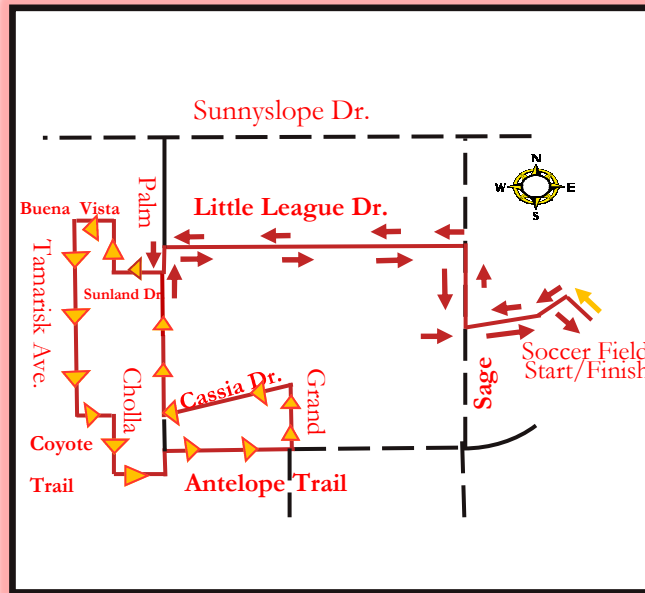 Sunnyslope Dr.
N
W E
S
Palm
Buena Vista
Little League Dr.
Tamarisk Ave.
Sunland Dr
Soccer Field
Start/Finish
Sage
Cholla
Cassia Dr.
Grand
Coyote
Trail
Antelope Trail